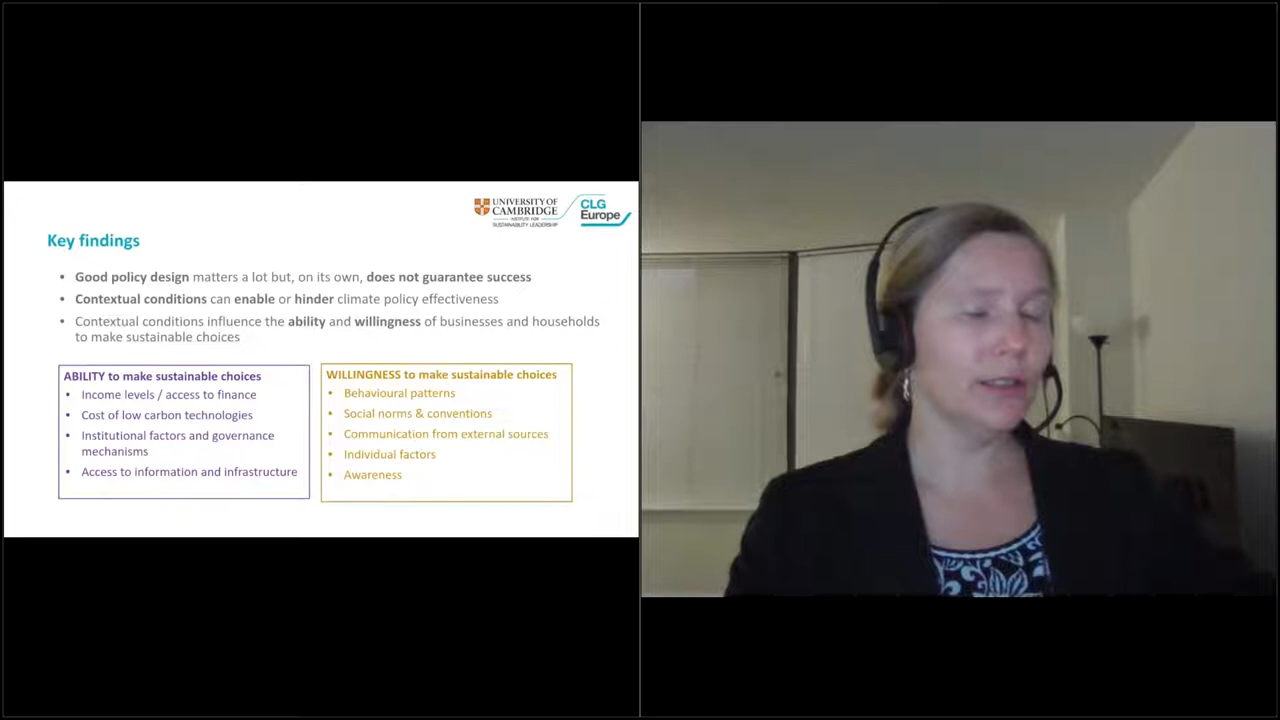 UNIVERSITY OF
CAMBRIDGE
INSTITUTE FOR
SUSTAINABILITY LEADERSHIP
CLG
Europe
Key findings
• Good policy design matters a lot but, on its own, does not guarantee success
• Contextual conditions can enable or hinder climate policy effectiveness
• Contextual conditions influence the ability and willingness of businesses and households
to make sustainable choices
ABILITY to make sustainable choices
• Income levels / access to finance
• Cost of low carbon technologies
• Institutional factors and governance
mechanisms
• Access to information and infrastructure
WILLINGNESS to make sustainable choices
• Behavioural patterns
• Social norms & conventions
• Communication from external sources
• Individual factors
• Awareness